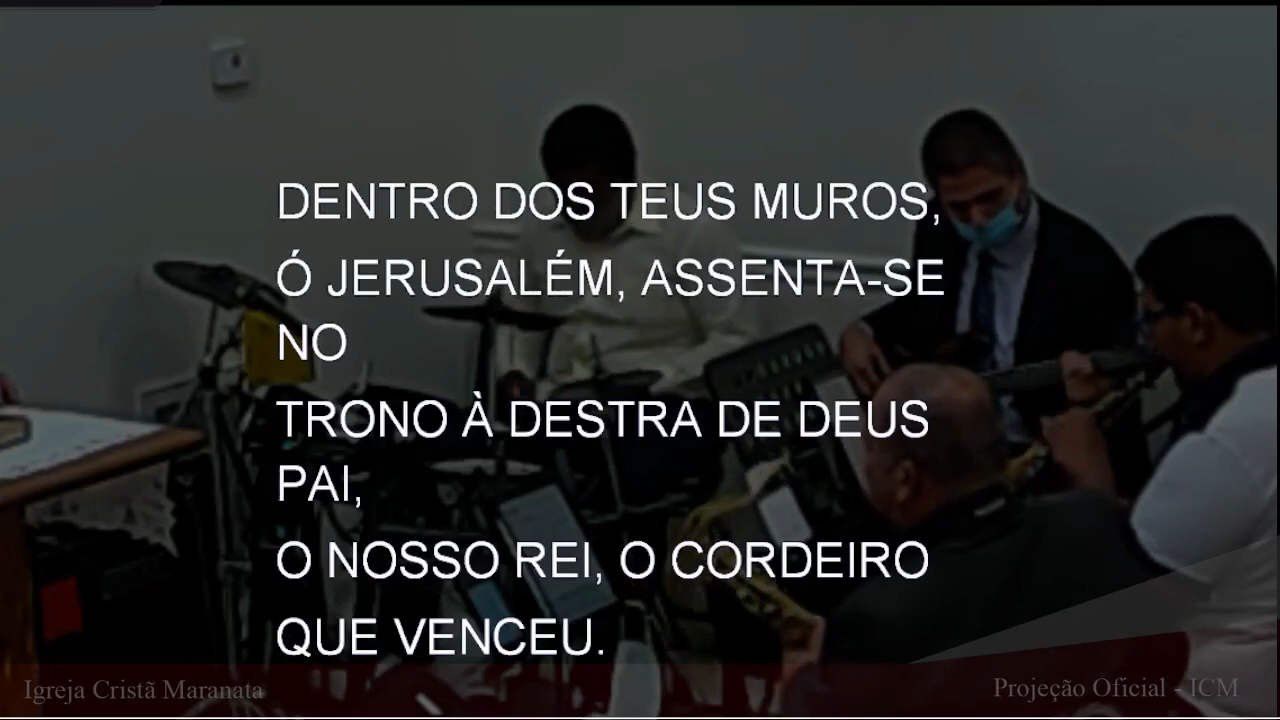 DENTRO DOS TEUS MUROS,
Ó JERUSALÉM, ASSENTA-SE
NO
TRONO À DESTRA DE DEUS
PAI,
O NOSSO REI, O CORDEIRO
QUE VENCEU.
Igreja Cristã Maranata
Projeção Oficial - ICM